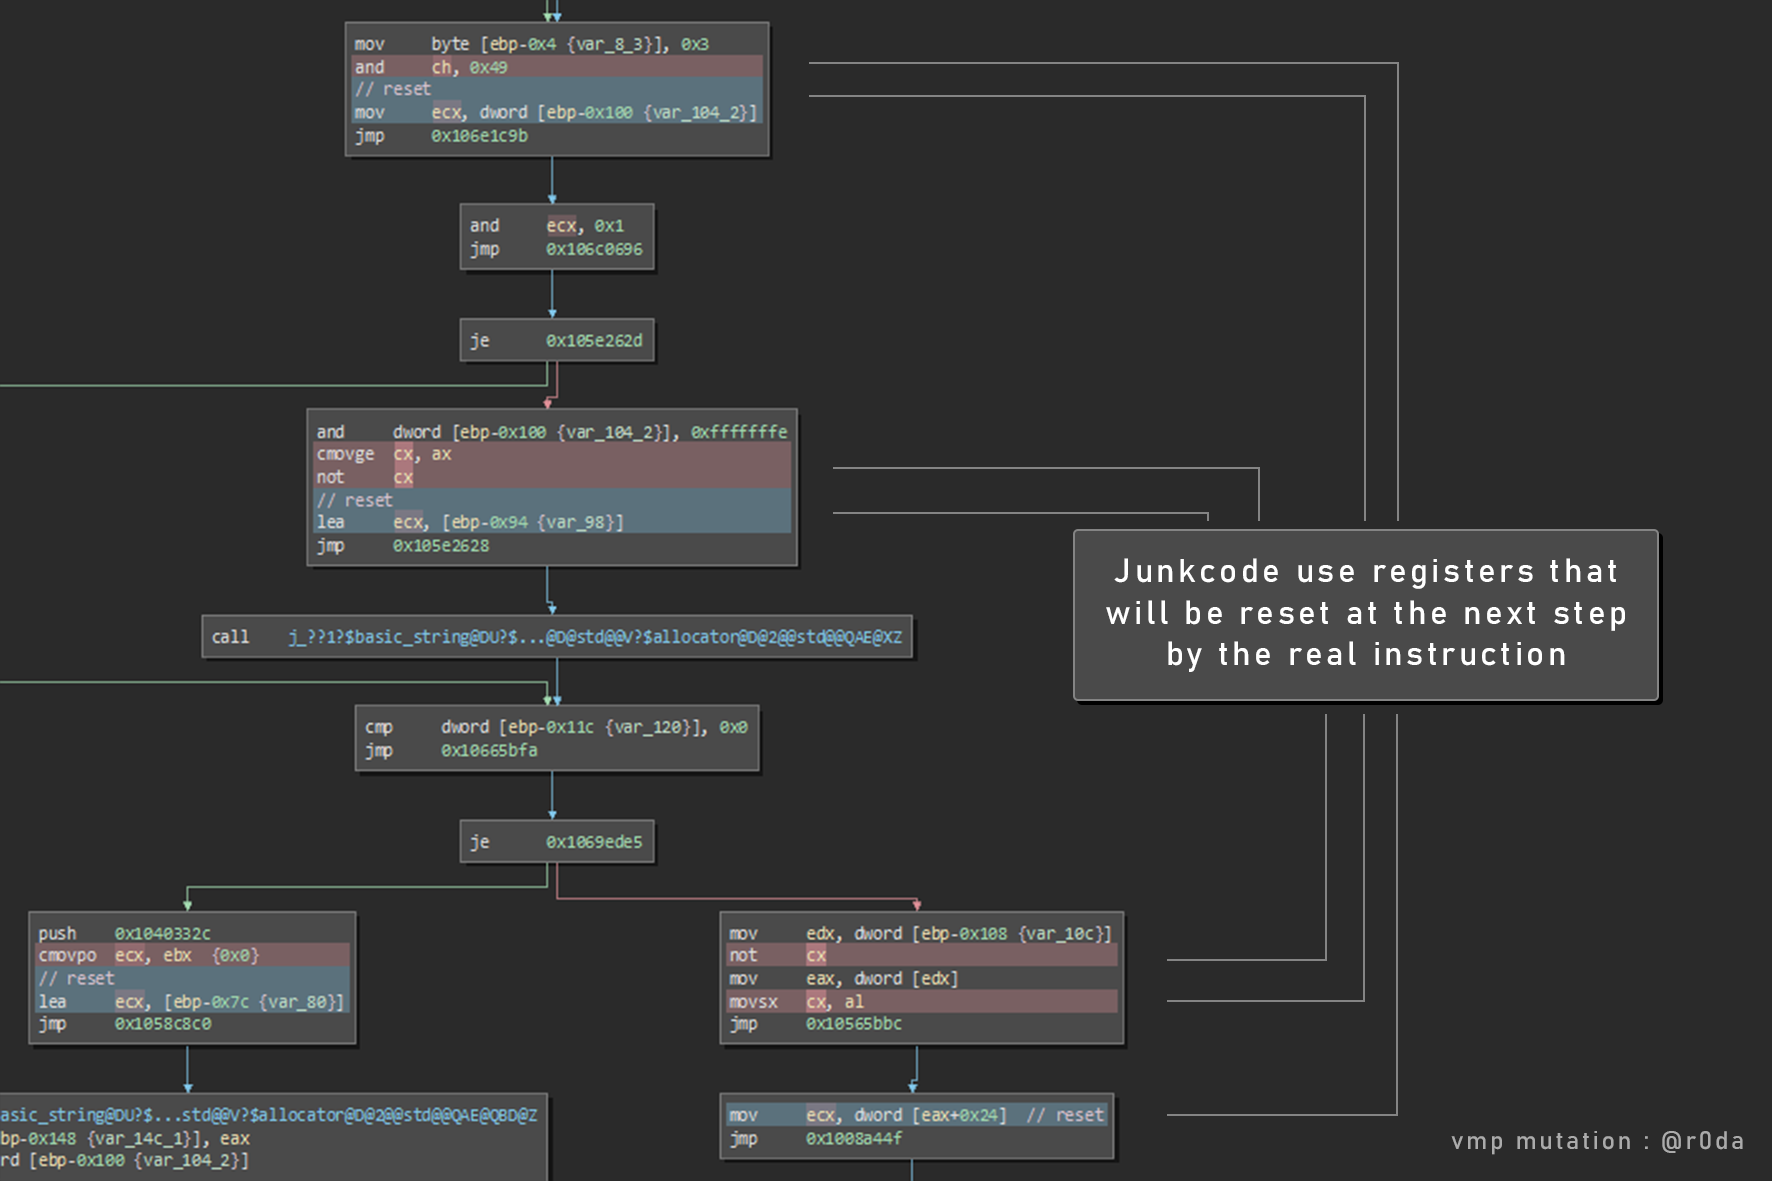 mov byte [ebp-0x4 {var_8_3}], 0x3
and ch, 0x49
// reset
mov ecx, dword [ebp-0x100 {var_104_2}]
jmp 0x106e1c9b
and ecx, 0x1
jmp 0x106c0696
je 0x105e262d
and dword [ebp-0x100 {var_104_2}], 0xfffffffe
cmovge cx, ax
not cx
// reset
lea ecx, [ebp-0x94 {var_98}]
jmp 0x105e2628
call j_??1?$basic_string@DU?$...@D@std@@V?$allocator@D@2@@std@@QAE@XZ
Junkcode use registers that
will be reset at the next step
by the real instruction
cmp dword [ebp-0x11c {var_120}], 0x0
jmp 0x10665bfa
je 0x1069ede5
push 0x1040332c
cmovpo ecx, ebx {0x0}
// reset
lea ecx, [ebp-0x7c {var_80}]
jmp 0x1058c8c0
mov edx, dword [ebp-0x108 {var_10c}]
not cx
mov eax, dword [edx]
movsx cx, al
jmp 0x10565bbc
asic_string@DU?$...std@@V?$allocator@D@2@@std@@QAE@QBD@Z
bp-0x148 {var_14c_1}], eax
rd [ebp-0x100 {var_104_2}]
mov ecx, dword [eax+0x24] // reset
jmp 0x1008a44f
vmp mutation : @r0da